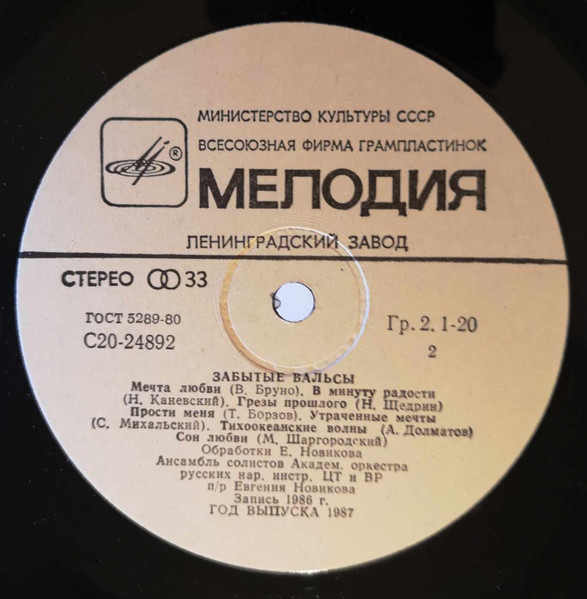 МИНИСТЕРСТВО КУЛЬТУРЫ СССР
ВСЕСОЮЗНАЯ ФИРМА ГРАМПЛАСТИНОК
®
МЕЛОДИЯ
ЛЕНИНГРАДСКИЙ ЗАВОД
СТЕРЕО 33
ГОСТ 5289-80
С20-24892
Гр. 2. 1-20
2
ЗАБЫТЫЕ ВАЛЬСЫ
Мечта любви (В. Бруно). В минуту радости
(Н. Каневский). Грезы прошлого (Н. Щедрин)
Прости меня (Т. Борзов). Утраченные мечты
(С. Михальский). Тихоокеанские волны (А. Долматов)
Сон любви (М. Шаргородский)
Обработки Е. Новикова
Ансамбль солистов Академ. оркестра
русских нар. инстр. ЦТ и ВР
п/р Евгения Новикова
Запись 1986 г.
ГОД ВЫПУСКА 1987